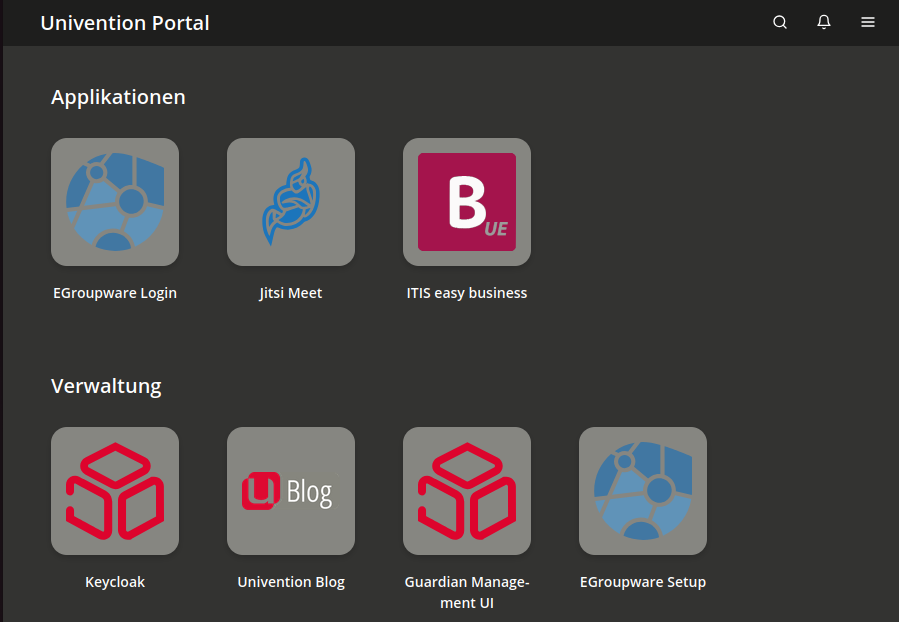 Univention Portal
Applikationen
B
UE
EGroupware Login
Jitsi Meet
ITIS easy business
Verwaltung
Blog
Keycloak
Univention Blog
Guardian Manage-
ment UI
EGroupware Setup